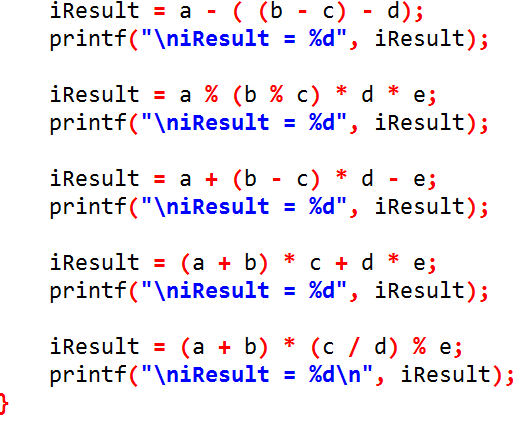 iResult = a - ( (b - c) - d);
printf("\niResult = %d", iResult);
iResult = a % (b % c) * d * e;
printf("\niResult = %d", iResult);
iResult = a + (b - c) * d - e;
printf("\niResult = %d", iResult);
iResult = (a + b) * c + d * e;
printf("\niResult = %d", iResult);
iResult = (a + b) * (c / d) % e;
printf("\niResult = %d\n", iResult);
}